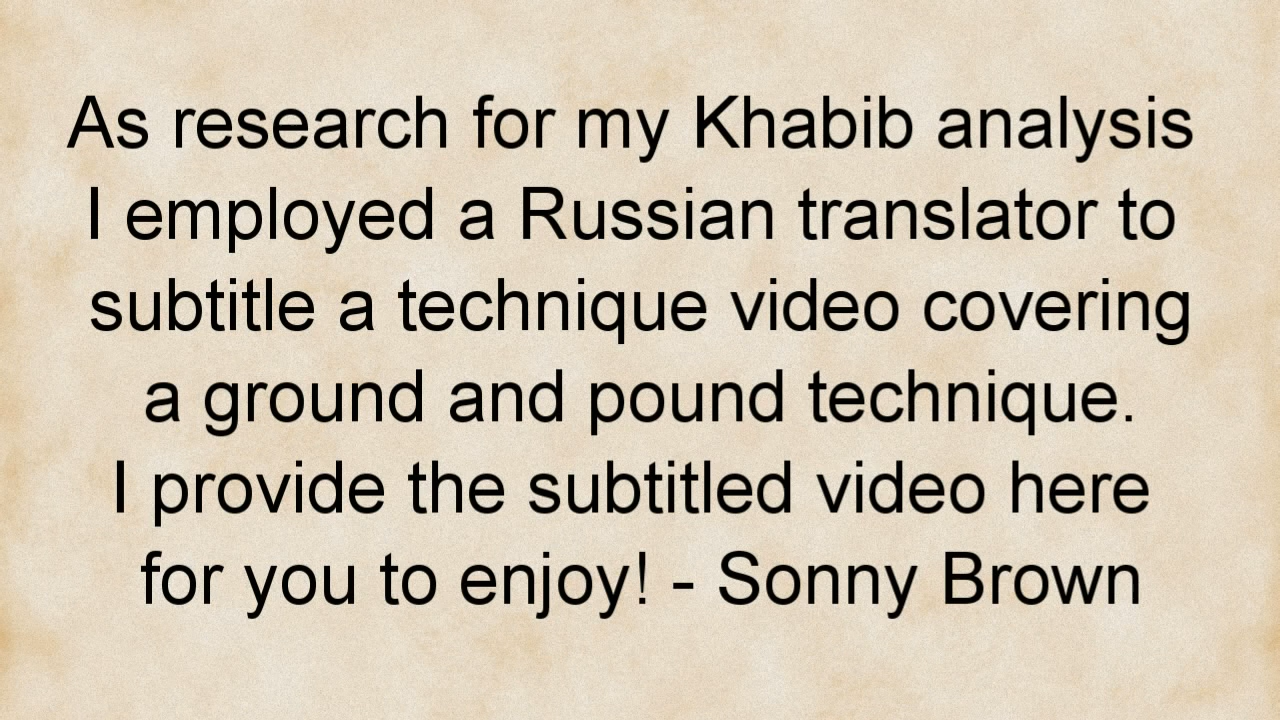 As research for my Khabib analysis
I employed a Russian translator to
subtitle a technique video covering
a ground and pound technique.
I provide the subtitled video here
for you to enjoy! - Sonny Brown